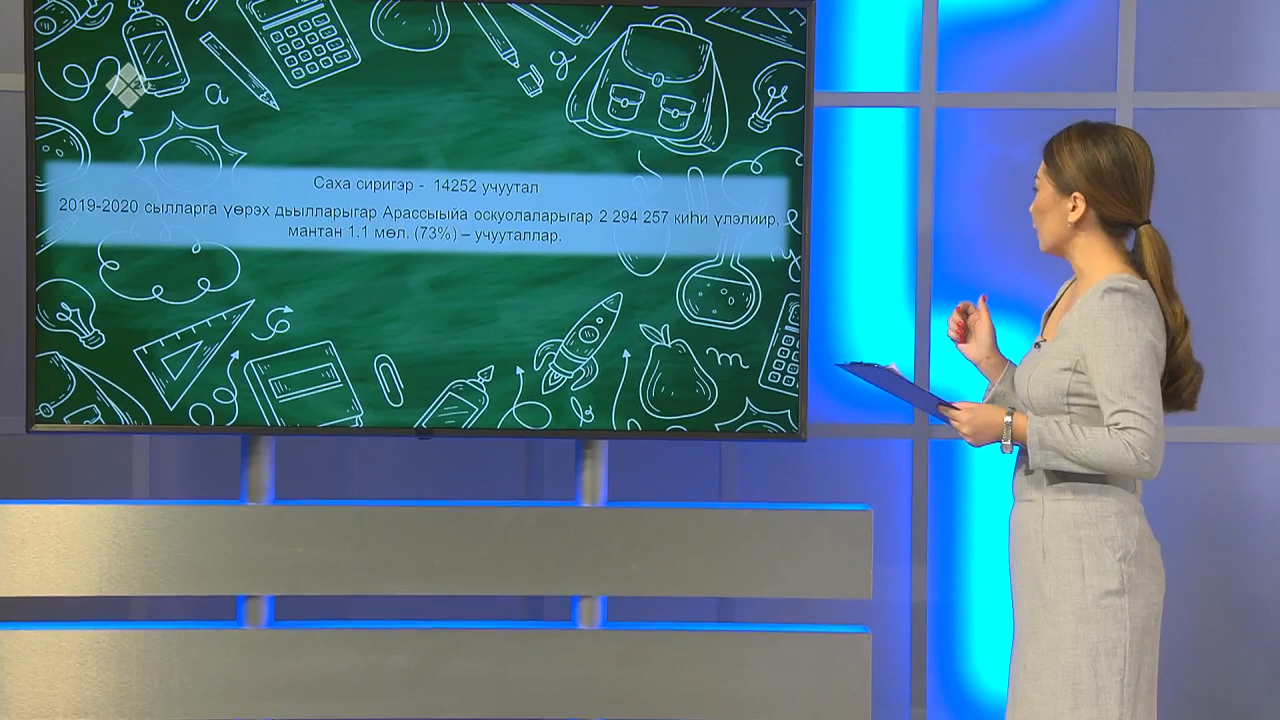 Саха сиригэр - 14252 учуутал
2019-2020 сылларга үөрэх дьылларыгар Арассыыйа оскуолаларыгар 2 294 257 киһи үлэлиир,
мантан 1.1 мөл. (73%) – учууталлар.